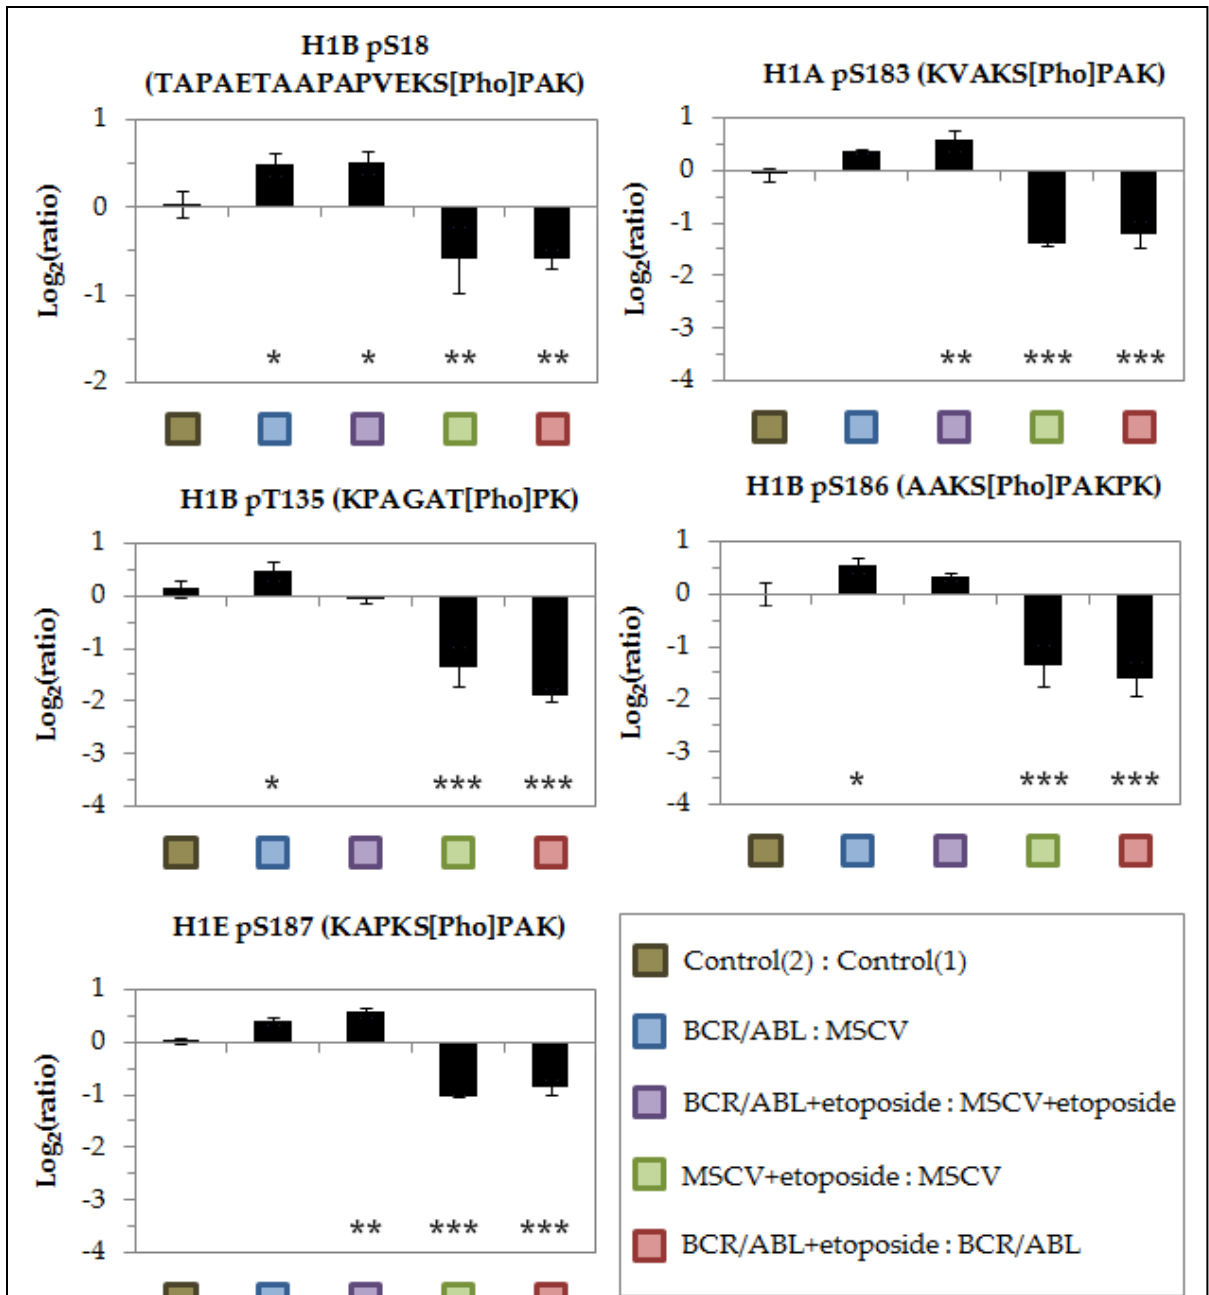 H1B pS18
(TAPAETAAPAPVEKS[Pho]PAK)
Log2(ratio)
1
0
-1
-2
* * ** **
H1A pS183 (KVAKS[Pho]PAK)
Log2(ratio)
1
0
-1
-2
-3
-4
** *** ***
H1B pT135 (KPAGAT[Pho]PK)
Log2(ratio)
1
0
-1
-2
-3
-4
* *** ***
H1B pS186 (AAKS[Pho]PAKPK)
Log2(ratio)
1
0
-1
-2
-3
-4
* *** ***
H1E pS187 (KAPKS[Pho]PAK)
Log2(ratio)
1
0
-1
-2
-3
-4
** *** ***
Control(2) : Control(1)
BCR/ABL : MSCV
BCR/ABL+etoposide : MSCV+etoposide
MSCV+etoposide : MSCV
BCR/ABL+etoposide : BCR/ABL